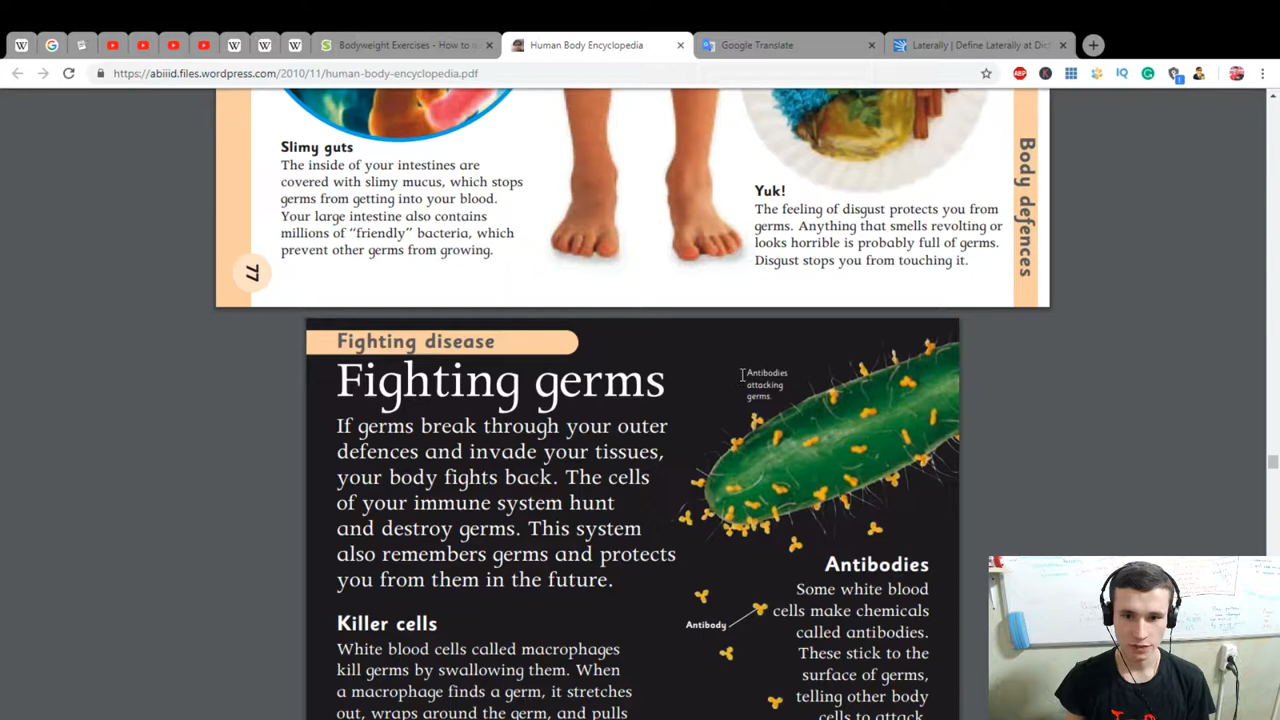 Bodyweight Exercises - How to u
Human Body Encyclopedia
Google Translate
Laterally | Define Laterally at Dic
https://abiiid.files.wordpress.com/2010/11/human-body-encyclopedia.pdf
Slimy guts
The inside of your intestines are
covered with slimy mucus, which stops
germs from getting into your blood.
Your large intestine also contains
millions of “friendly” bacteria, which
prevent other germs from growing.
77
Yuk!
The feeling of disgust protects you from
germs. Anything that smells revolting or
looks horrible is probably full of germs.
Disgust stops you from touching it.
Body defences
Fighting disease
Fighting germs
If germs break through your outer
defences and invade your tissues,
your body fights back. The cells
of your immune system hunt
and destroy germs. This system
also remembers germs and protects
you from them in the future.
Antibodies
attacking
germs.
Killer cells
White blood cells called macrophages
kill germs by swallowing them. When
a macrophage finds a germ, it stretches
out, wraps around the germ, and pulls
Antibody
Antibodies
Some white blood
cells make chemicals
called antibodies.
These stick to the
surface of germs,
telling other body
cells to attack.